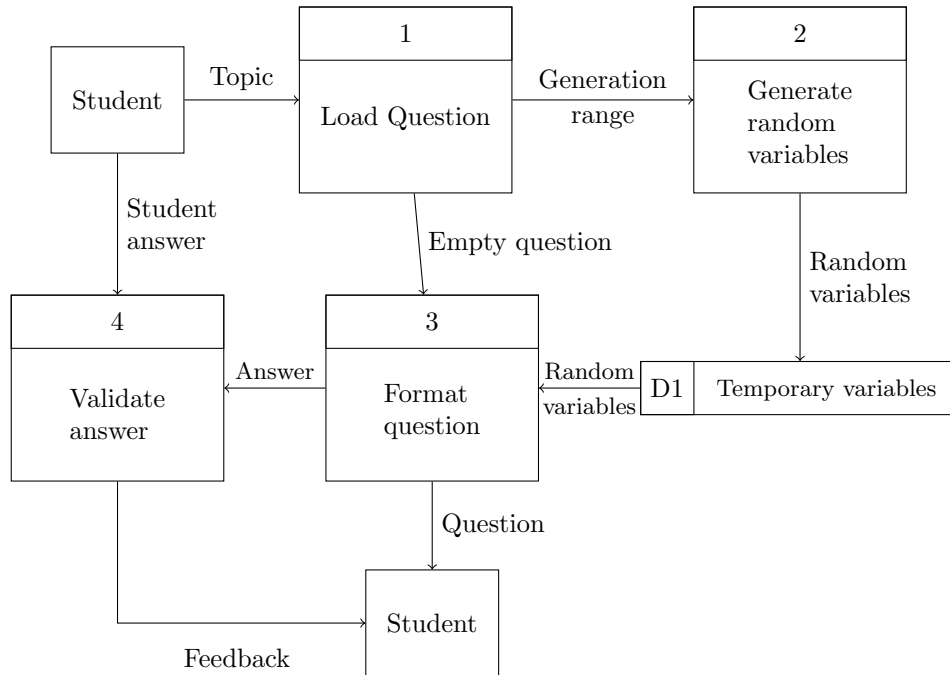 1
2
Student
Topic
Load Question
Generation
range
Generate
random
variables
Student
answer
Empty question
Random
variables
4
3
Validate
answer
Answer
Format
question
Random
variables
D1
Temporary variables
Question
Student
Feedback